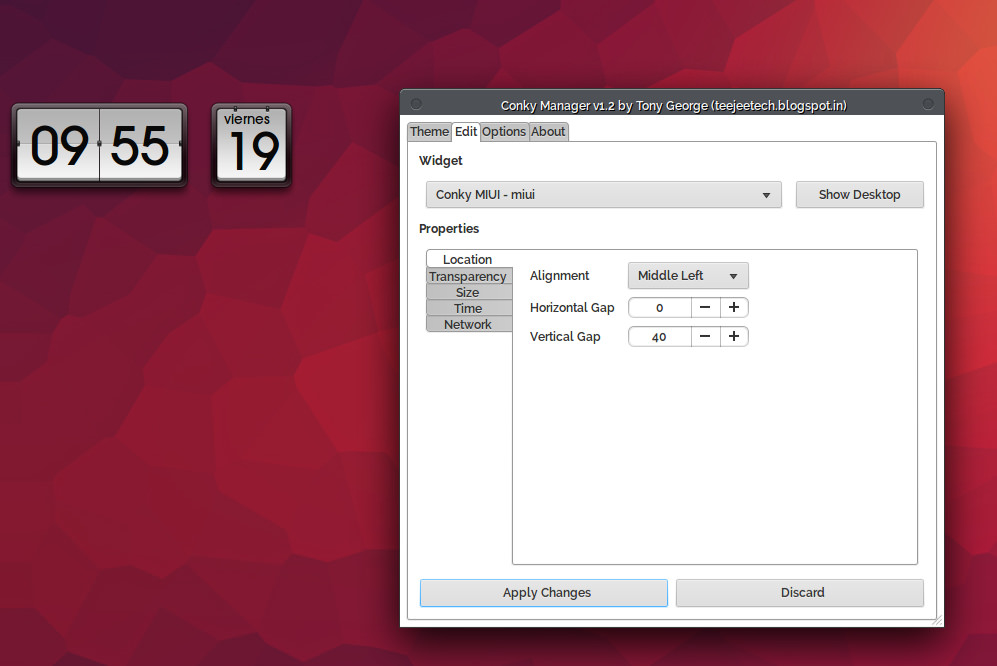 09 55
viernes
19
Conky Manager v1.2 by Tony George (teejeetech.blogspot.in)
Theme Edit Options About
Widget
Conky MIUI - miui Show Desktop
Properties
Location
Transparency
Size
Time
Network
Alignment Middle Left
Horizontal Gap 0 − +
Vertical Gap 40 − +
Apply Changes Discard